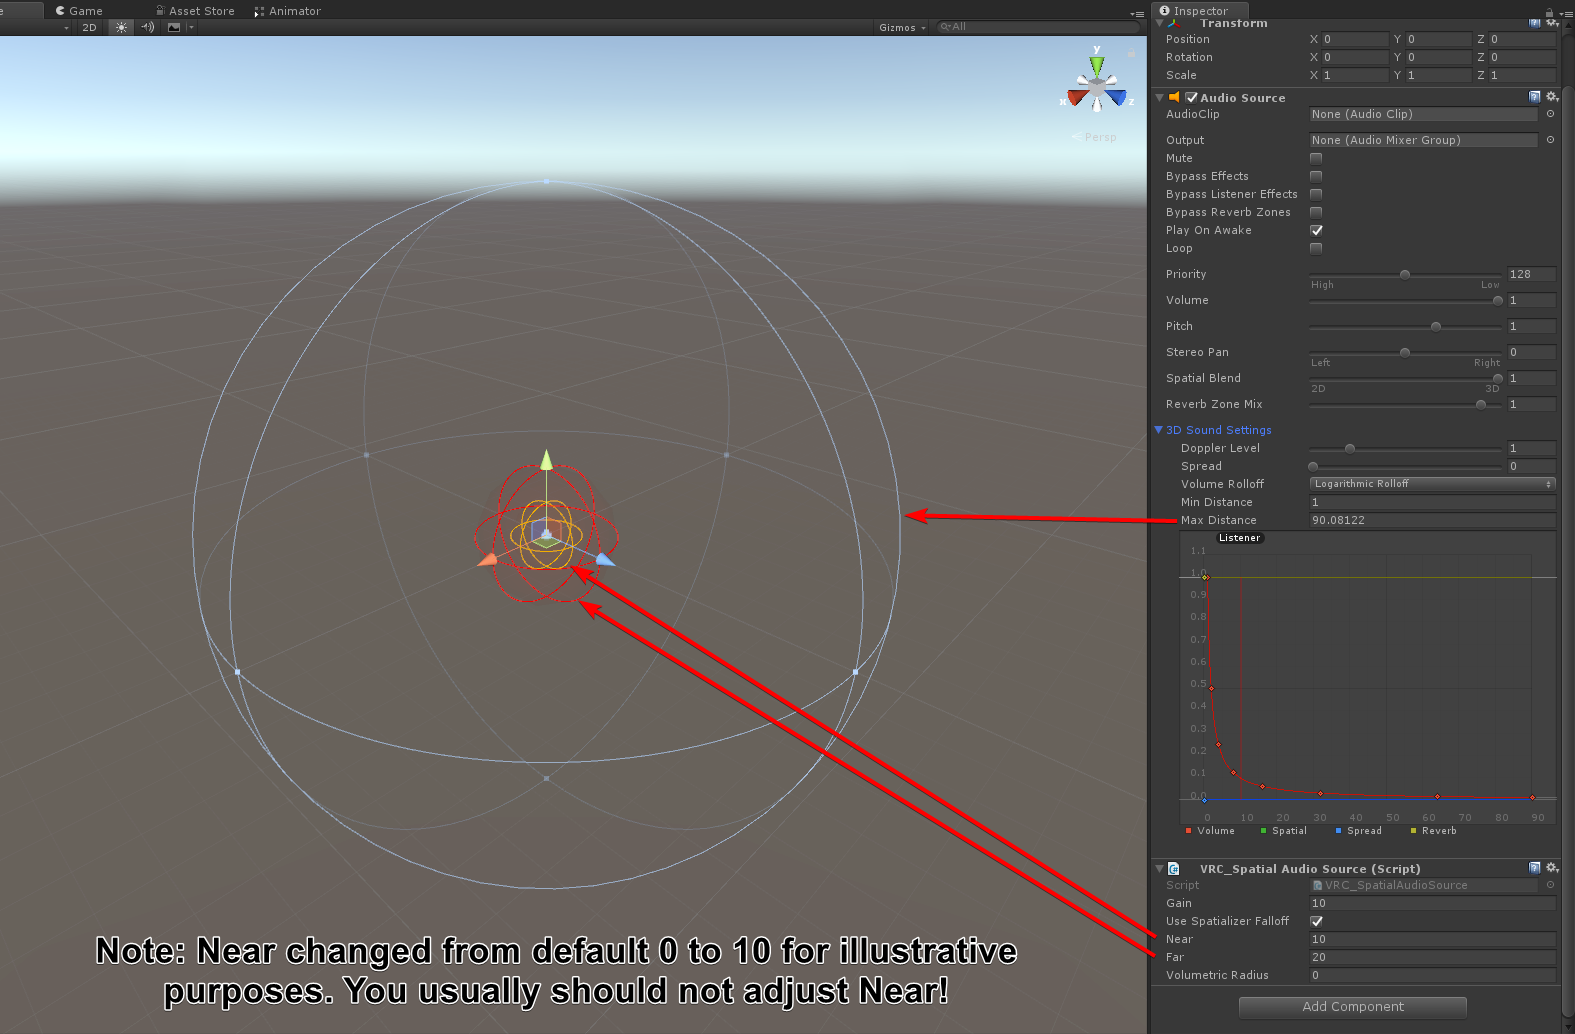 Game
Asset Store
Animator
2D
Gizmos
All
y
x
z
Persp
Inspector
Transform
Position X 0 Y 0 Z 0
Rotation X 0 Y 0 Z 0
Scale X 1 Y 1 Z 1
Audio Source
AudioClip None (Audio Clip)
Output None (Audio Mixer Group)
Mute
Bypass Effects
Bypass Listener Effects
Bypass Reverb Zones
Play On Awake
Loop
Priority 128
High Low
Volume 1
Pitch 1
Stereo Pan 0
Left Right
Spatial Blend 1
2D 3D
Reverb Zone Mix 1
3D Sound Settings
Doppler Level 1
Spread 0
Volume Rolloff Logarithmic Rolloff
Min Distance 1
Max Distance 90.08122
Listener
1.1
1.0
0.9
0.8
0.7
0.6
0.5
0.4
0.3
0.2
0.1
0.0
0 10 20 30 40 50 60 70 80 90
Volume Spatial Spread Reverb
VRC_Spatial Audio Source (Script)
Script VRC_SpatialAudioSource
Gain 10
Use Spatializer Falloff
Near 10
Far 20
Volumetric Radius 0
Add Component
Note: Near changed from default 0 to 10 for illustrative
purposes. You usually should not adjust Near!